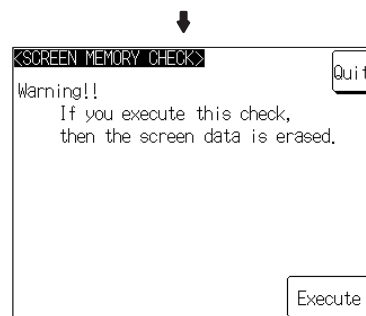 <SCREEN MEMORY CHECK>
Quit
Warning!!
If you execute this check,
then the screen data is erased.
Execute